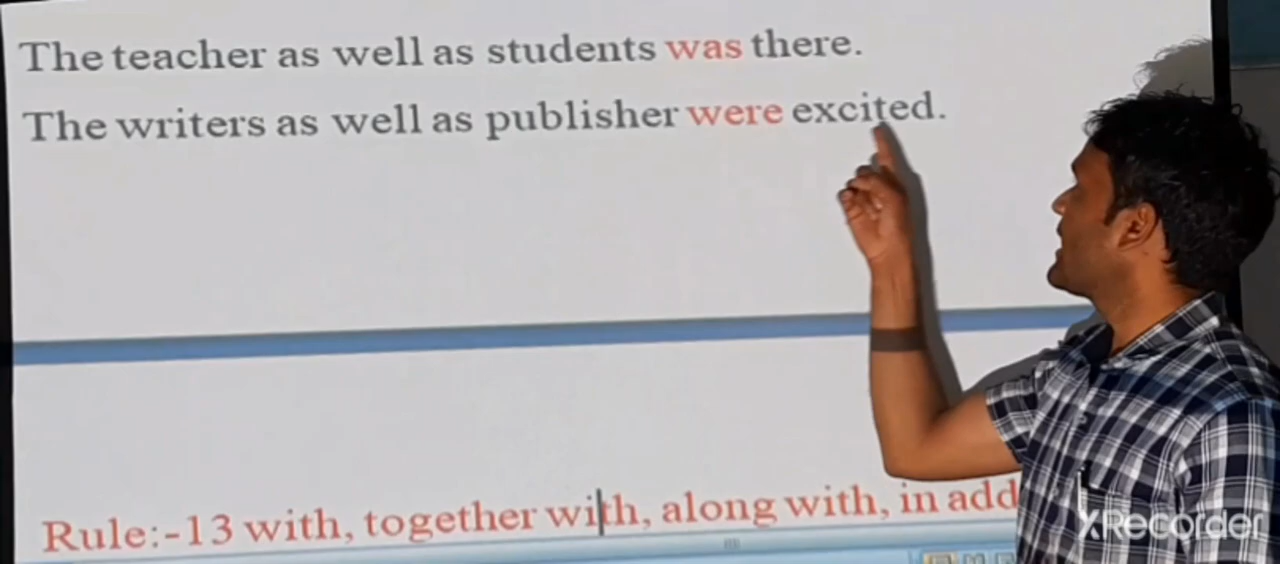 The teacher as well as students was there.
The writers as well as publisher were excited.
Rule:-13 with, together with, along with, in add
XRecorder